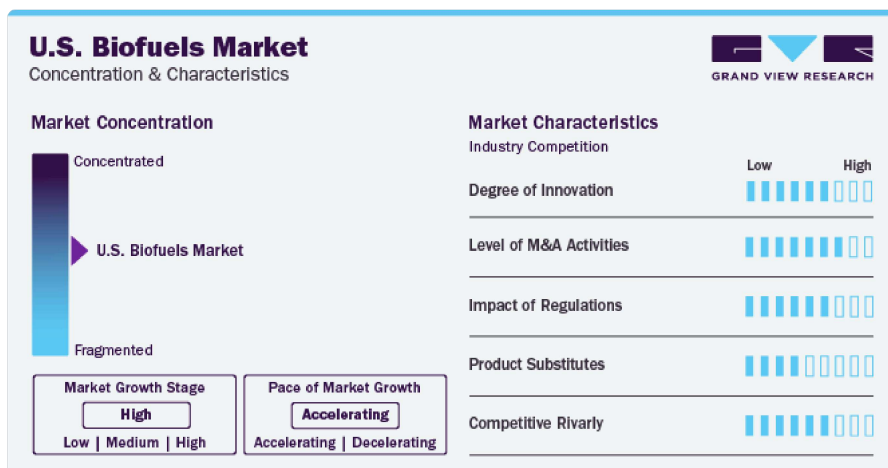 U.S. Biofuels Market
Concentration & Characteristics
GRAND VIEW RESEARCH
Market Concentration
Concentrated
U.S. Biofuels Market
Fragmented
Market Growth Stage
High
Low | Medium | High
Pace of Market Growth
Accelerating
Accelerating | Decelerating
Market Characteristics
Industry Competition
Low High
Degree of Innovation
Level of M&A Activities
Impact of Regulations
Product Substitutes
Competitive Rivarly